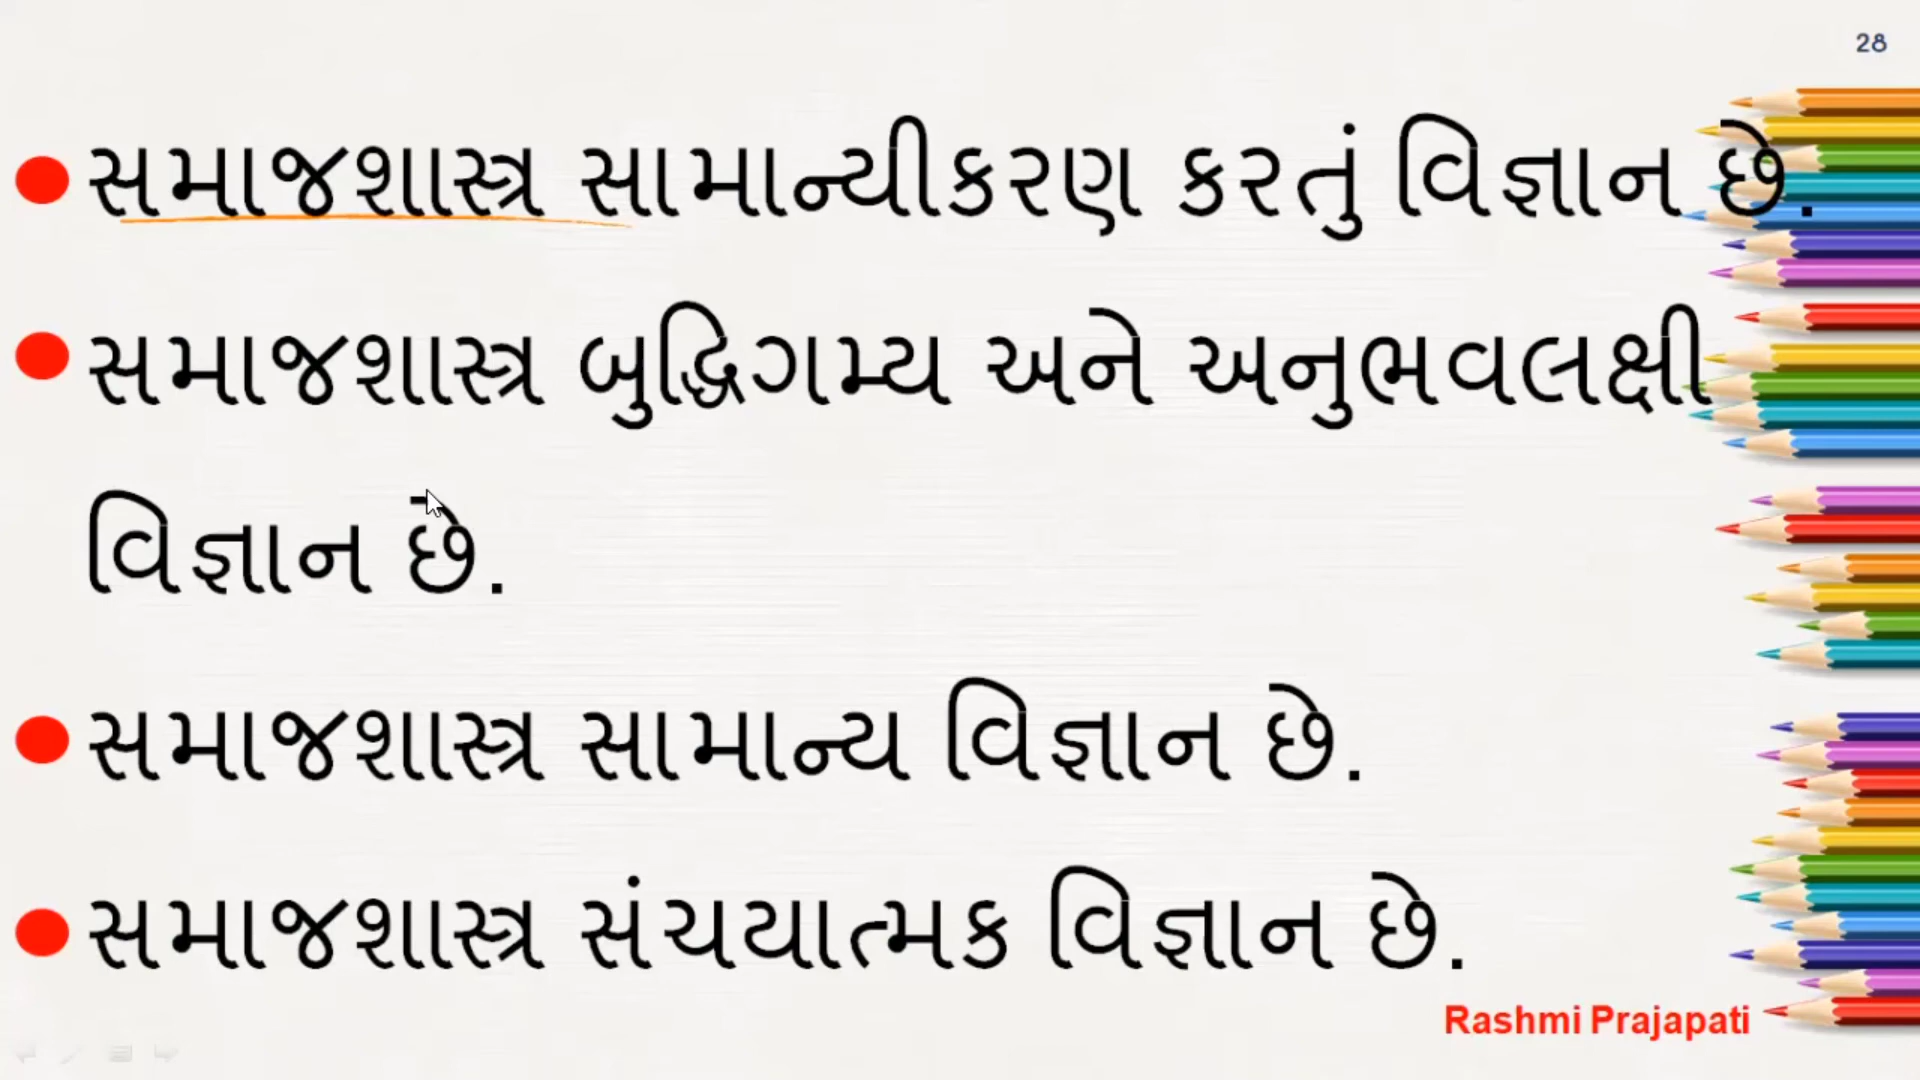 28
સમાજશાસ્ત્ર સામાન્યીકરણ કરતું વિજ્ઞાન છે.
સમાજશાસ્ત્ર બુદ્ધિગમ્ય અને અનુભવલક્ષી
વિજ્ઞાન છે.
સમાજશાસ્ત્ર સામાન્ય વિજ્ઞાન છે.
સમાજશાસ્ત્ર સંચયાત્મક વિજ્ઞાન છે.
Rashmi Prajapati